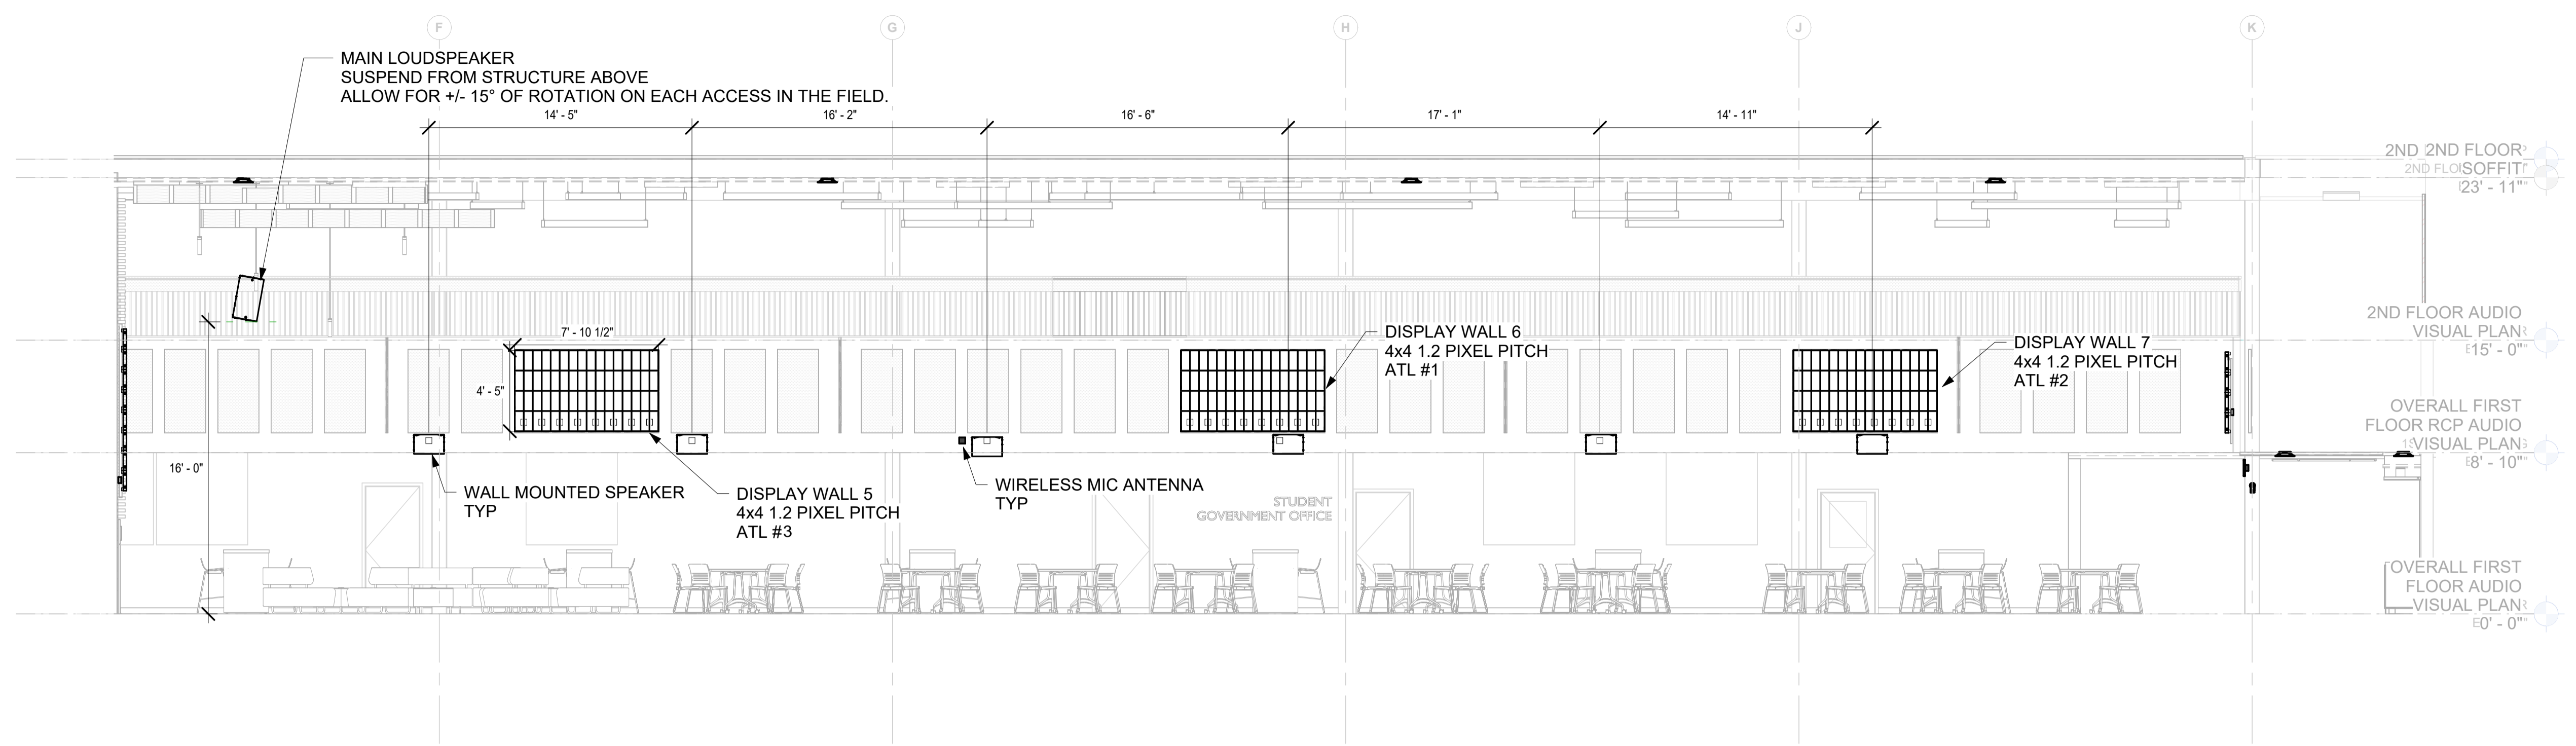 F
G
H
J
K
MAIN LOUDSPEAKER
SUSPEND FROM STRUCTURE ABOVE
ALLOW FOR +/- 15° OF ROTATION ON EACH ACCESS IN THE FIELD.
14' - 5"
16' - 2"
16' - 6"
17' - 1"
14' - 11"
2ND 2ND FLOOR
2ND FLO SOFFIT
23' - 11"
2ND FLOOR AUDIO
VISUAL PLAN
15' - 0"
7' - 10 1/2"
4' - 5"
DISPLAY WALL 6
4x4 1.2 PIXEL PITCH
ATL #1
DISPLAY WALL 7
4x4 1.2 PIXEL PITCH
ATL #2
OVERALL FIRST
FLOOR RCP AUDIO
VISUAL PLAN
8' - 10"
16' - 0"
WALL MOUNTED SPEAKER
TYP
DISPLAY WALL 5
4x4 1.2 PIXEL PITCH
ATL #3
WIRELESS MIC ANTENNA
TYP
STUDENT
GOVERNMENT OFFICE
OVERALL FIRST
FLOOR AUDIO
VISUAL PLAN
0' - 0"